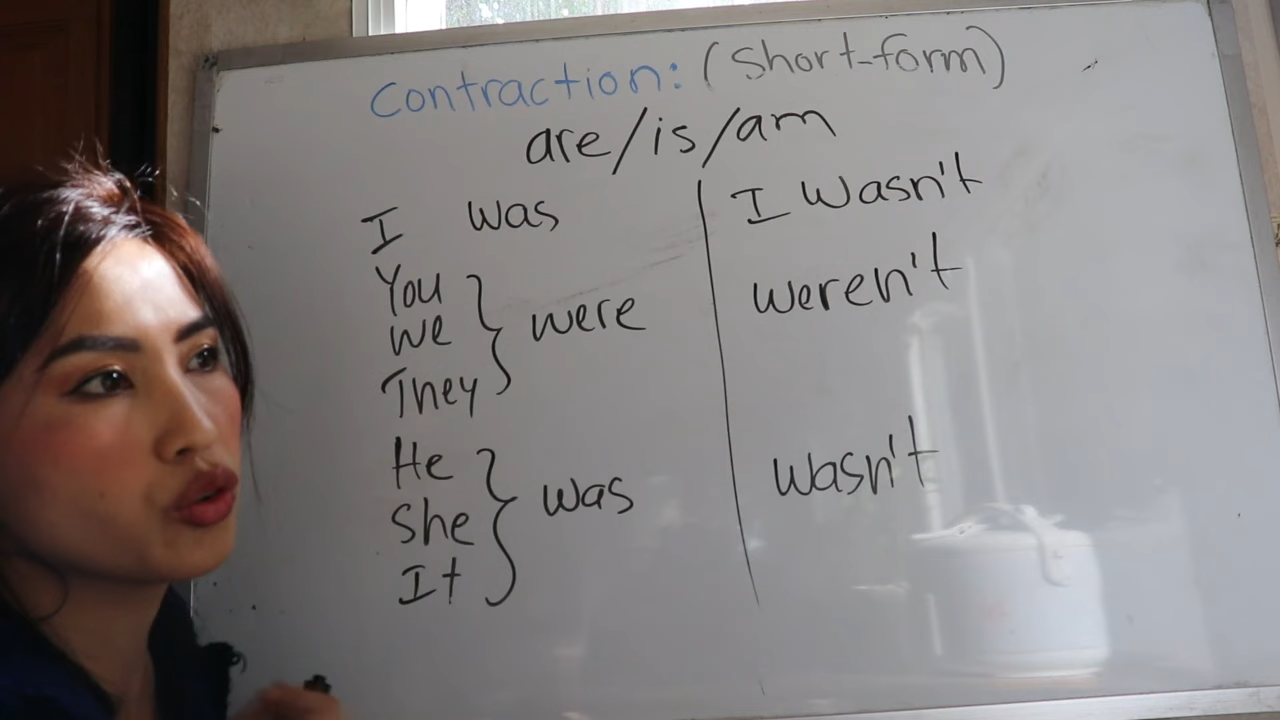 Contraction: (Short-form)
are/is/am
I was
I wasn't
You
we
They
were
weren't
He
She
It
was
wasn't